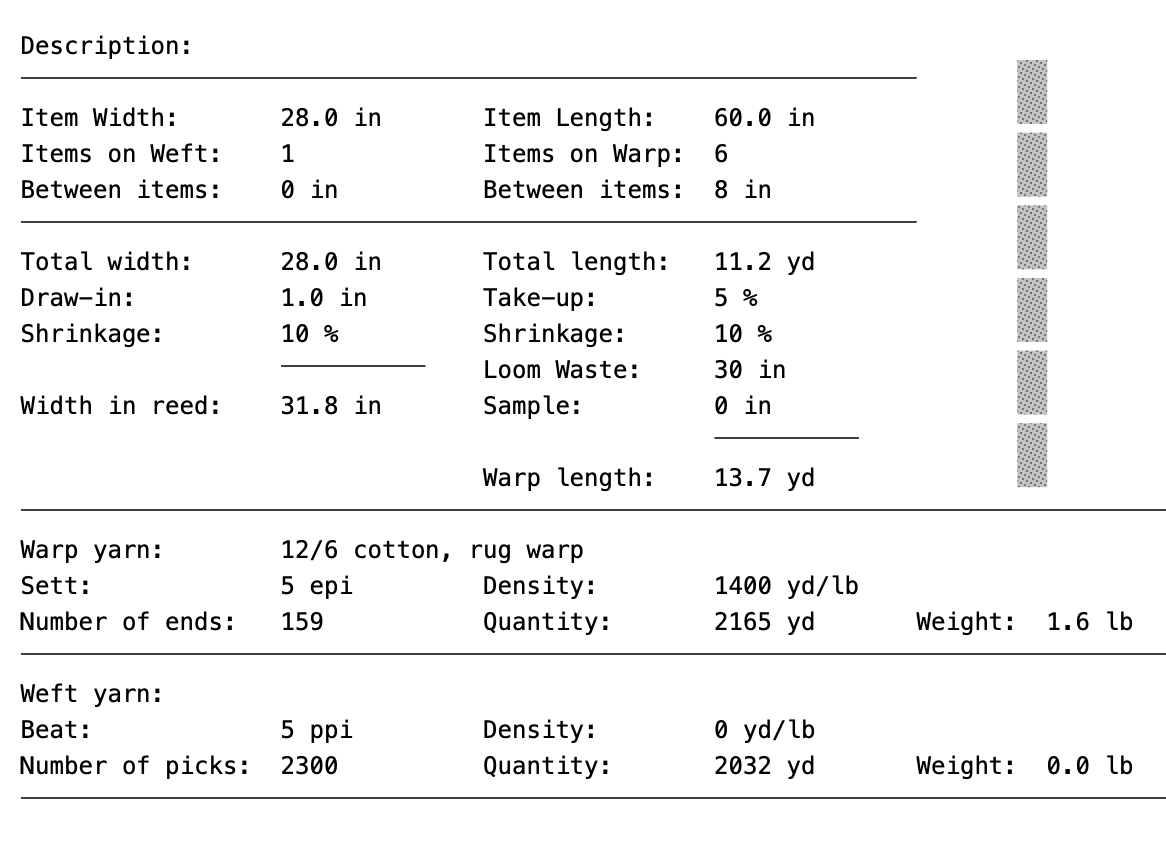 Description:
Item Width: 28.0 in Item Length: 60.0 in
Items on Weft: 1 Items on Warp: 6
Between items: 0 in Between items: 8 in
Total width: 28.0 in Total length: 11.2 yd
Draw-in: 1.0 in Take-up: 5 %
Shrinkage: 10 % Shrinkage: 10 %
Loom Waste: 30 in
Width in reed: 31.8 in Sample: 0 in
Warp length: 13.7 yd
Warp yarn: 12/6 cotton, rug warp
Sett: 5 epi Density: 1400 yd/lb
Number of ends: 159 Quantity: 2165 yd Weight: 1.6 lb
Weft yarn:
Beat: 5 ppi Density: 0 yd/lb
Number of picks: 2300 Quantity: 2032 yd Weight: 0.0 lb